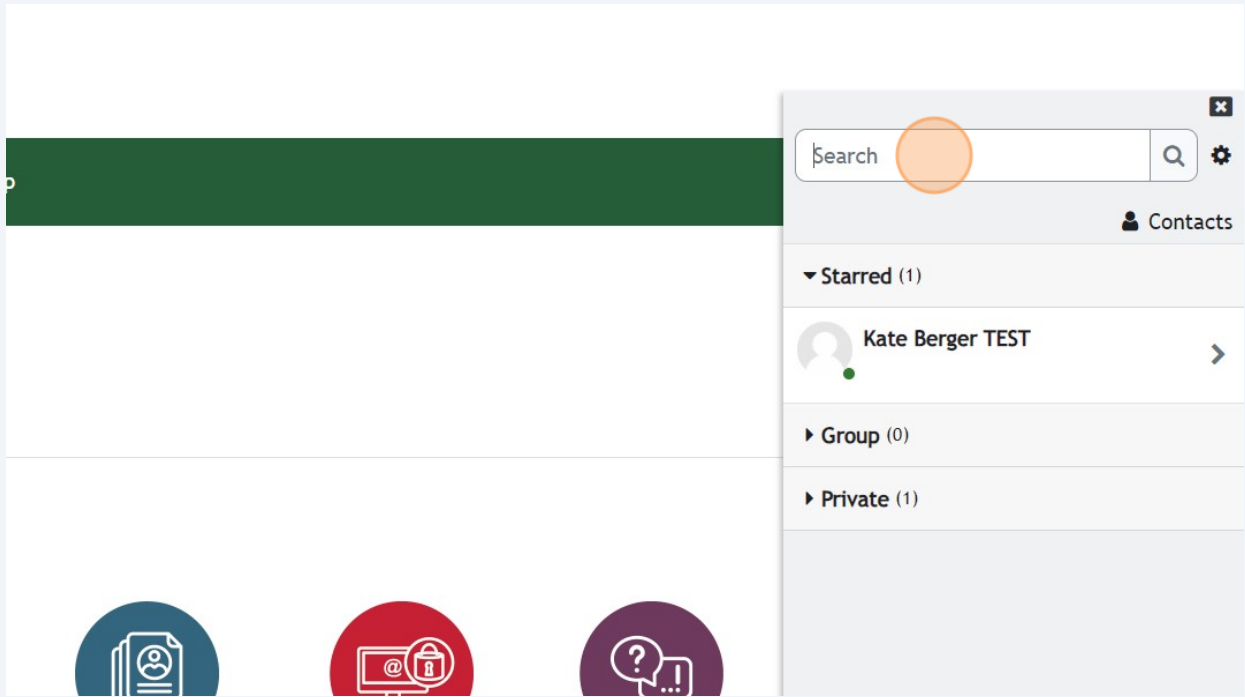 p
Search
Contacts
Starred (1)
Kate Berger TEST
Group (0)
Private (1)
@
?
!...